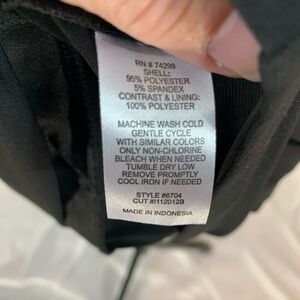 RN # 74299
SHELL:
95% POLYESTER
5% SPANDEX
CONTRAST & LINING:
100% POLYESTER
MACHINE WASH COLD
GENTLE CYCLE
WITH SIMILAR COLORS
ONLY NON-CHLORINE
BLEACH WHEN NEEDED
TUMBLE DRY LOW
REMOVE PROMPTLY
COOL IRON IF NEEDED
STYLE #6704
CUT #I112012B
MADE IN INDONESIA